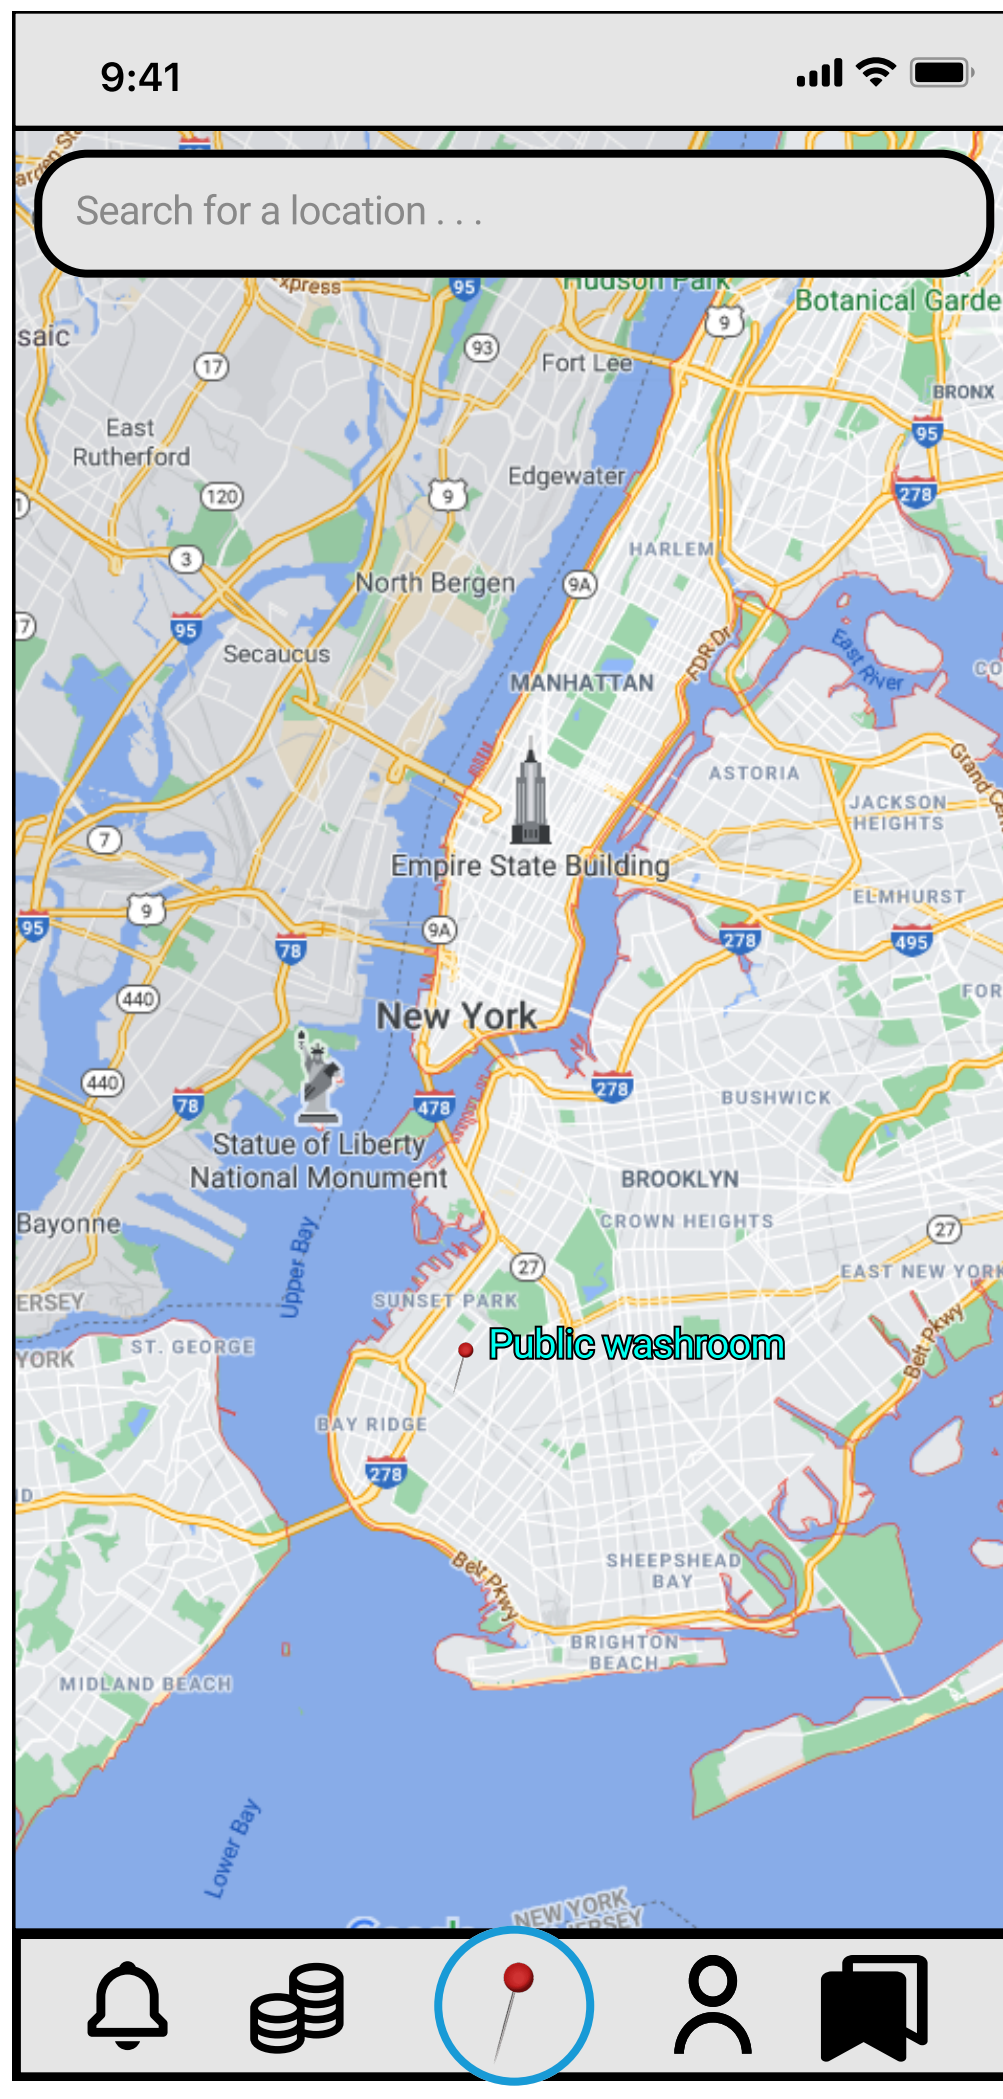 9:41
Search for a location . . .
Hudson Park
xpress
95
Botanical Garde
saic
9
93
17
Fort Lee
BRONX
East
Rutherford
95
Edgewater
120
9
278
HARLEM
3
North Bergen
9A
17
95
East River
FDR Dr
Secaucus
CO
MANHATTAN
Grand Cen
ASTORIA
JACKSON
HEIGHTS
7
Empire State Building
ELMHURST
9
95
78
9A
278
495
440
FOR
New York
440
78
478
278
BUSHWICK
Statue of Liberty
National Monument
BROOKLYN
Bayonne
CROWN HEIGHTS
27
Upper Bay
27
EAST NEW YORK
ERSEY
SUNSET PARK
YORK
ST. GEORGE
Public washroom
Belt Pkwy
BAY RIDGE
278
Belt Pkwy
SHEEPSHEAD
BAY
BRIGHTON
BEACH
MIDLAND BEACH
Lower Bay
NEW YORK
ERSEY